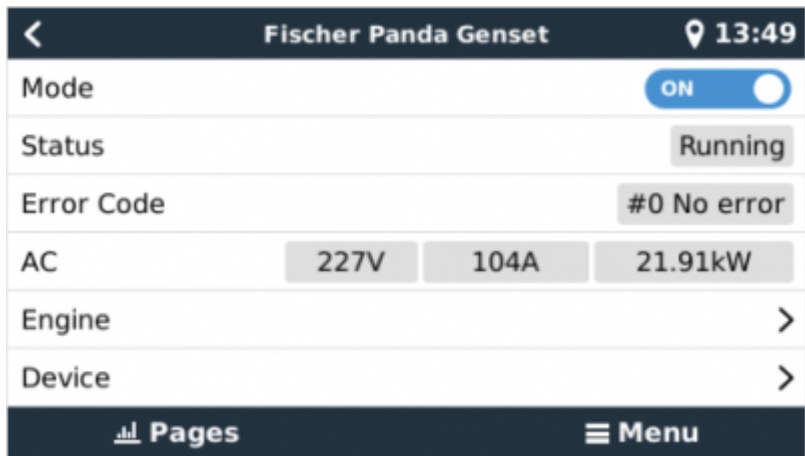 Fischer Panda Genset 13:49
Mode ON
Status Running
Error Code #0 No error
AC 227V 104A 21.91kW
Engine
Device
Pages Menu